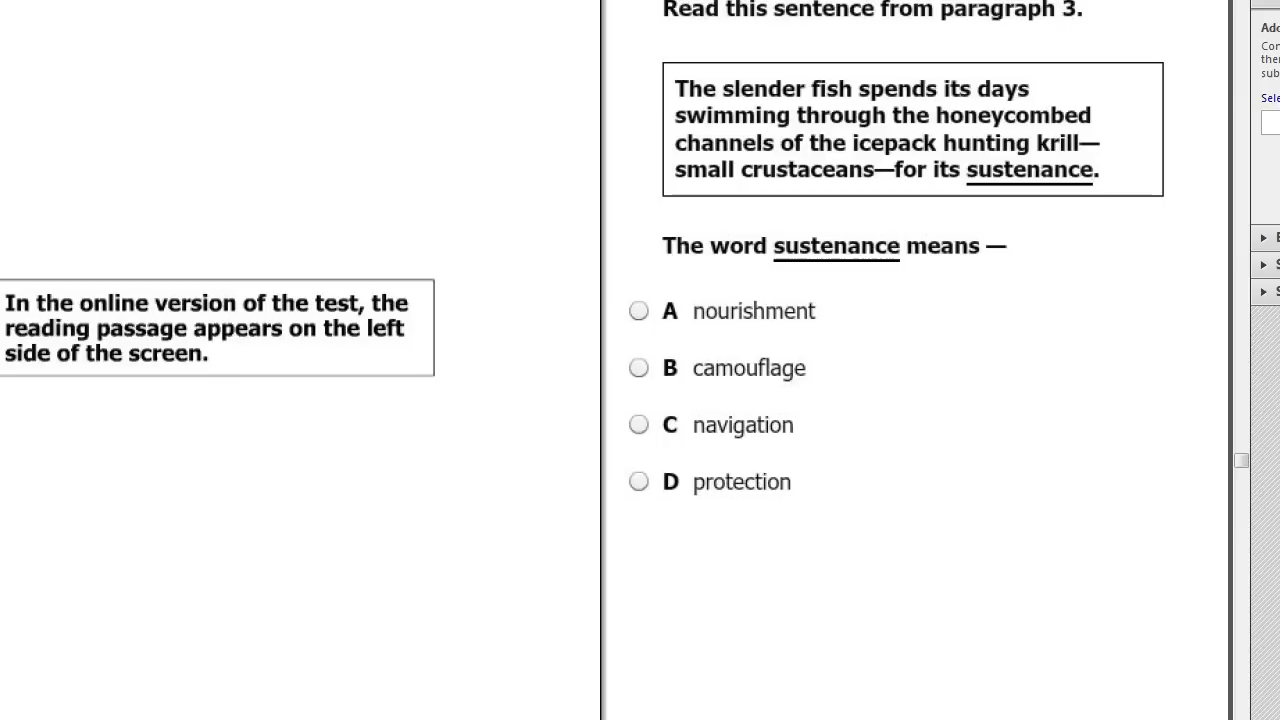 Read this sentence from paragraph 3.
The slender fish spends its days
swimming through the honeycombed
channels of the icepack hunting krill—
small crustaceans—for its sustenance.
The word sustenance means —
In the online version of the test, the
reading passage appears on the left
side of the screen.
A nourishment
B camouflage
C navigation
D protection